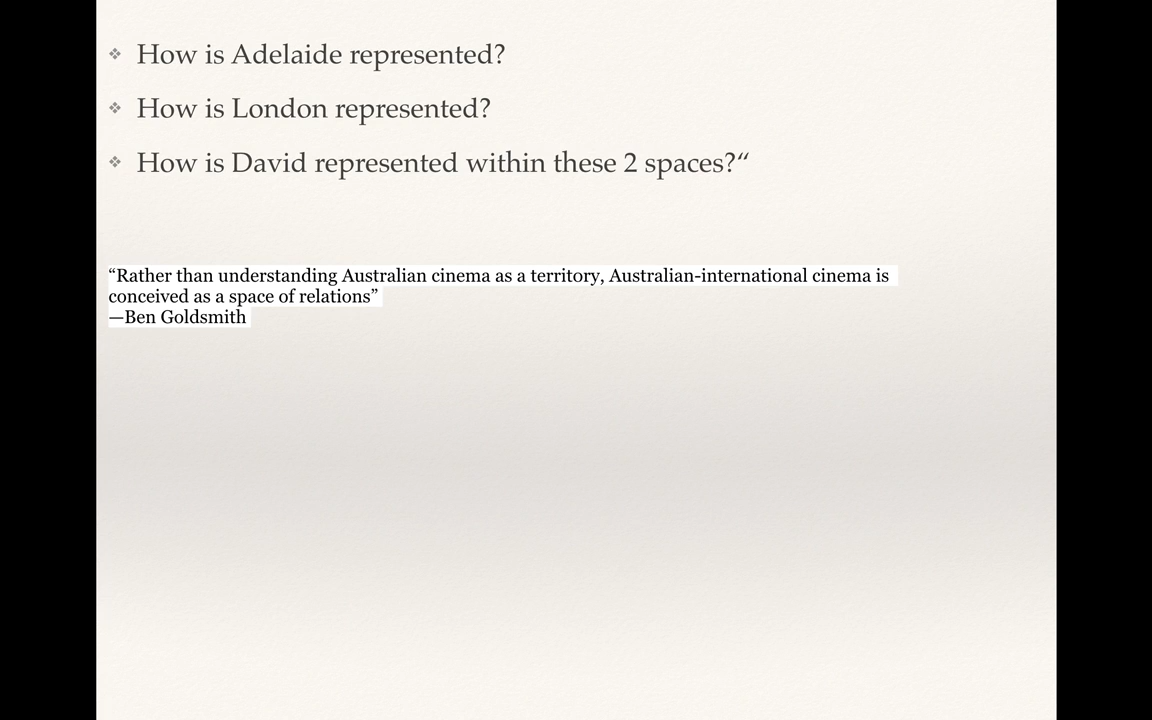 ❖ How is Adelaide represented?
❖ How is London represented?
❖ How is David represented within these 2 spaces?“
“Rather than understanding Australian cinema as a territory, Australian-international cinema is
conceived as a space of relations”
—Ben Goldsmith